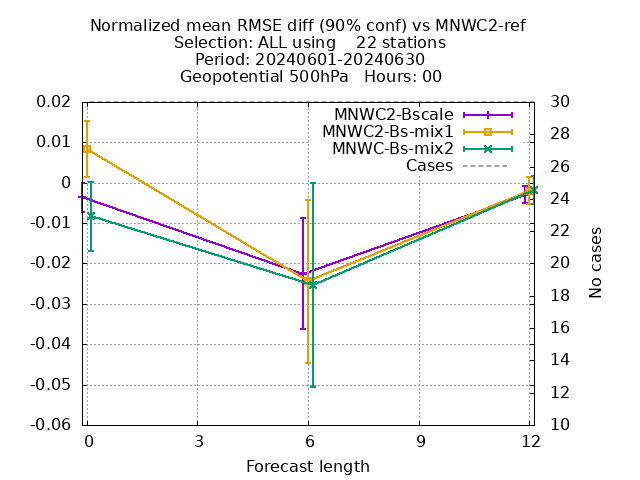 Normalized mean RMSE diff (90% conf) vs MNWC2-ref
Selection: ALL using    22 stations
Period: 20240601-20240630
Geopotential 500hPa   Hours: 00
MNWC2-Bscale
MNWC2-Bs-mix1
MNWC-Bs-mix2
Cases
0.02
0.01
0
-0.01
-0.02
-0.03
-0.04
-0.05
-0.06
30
28
26
24
22
20
18
16
14
12
10
No cases
0 3 6 9 12
Forecast length